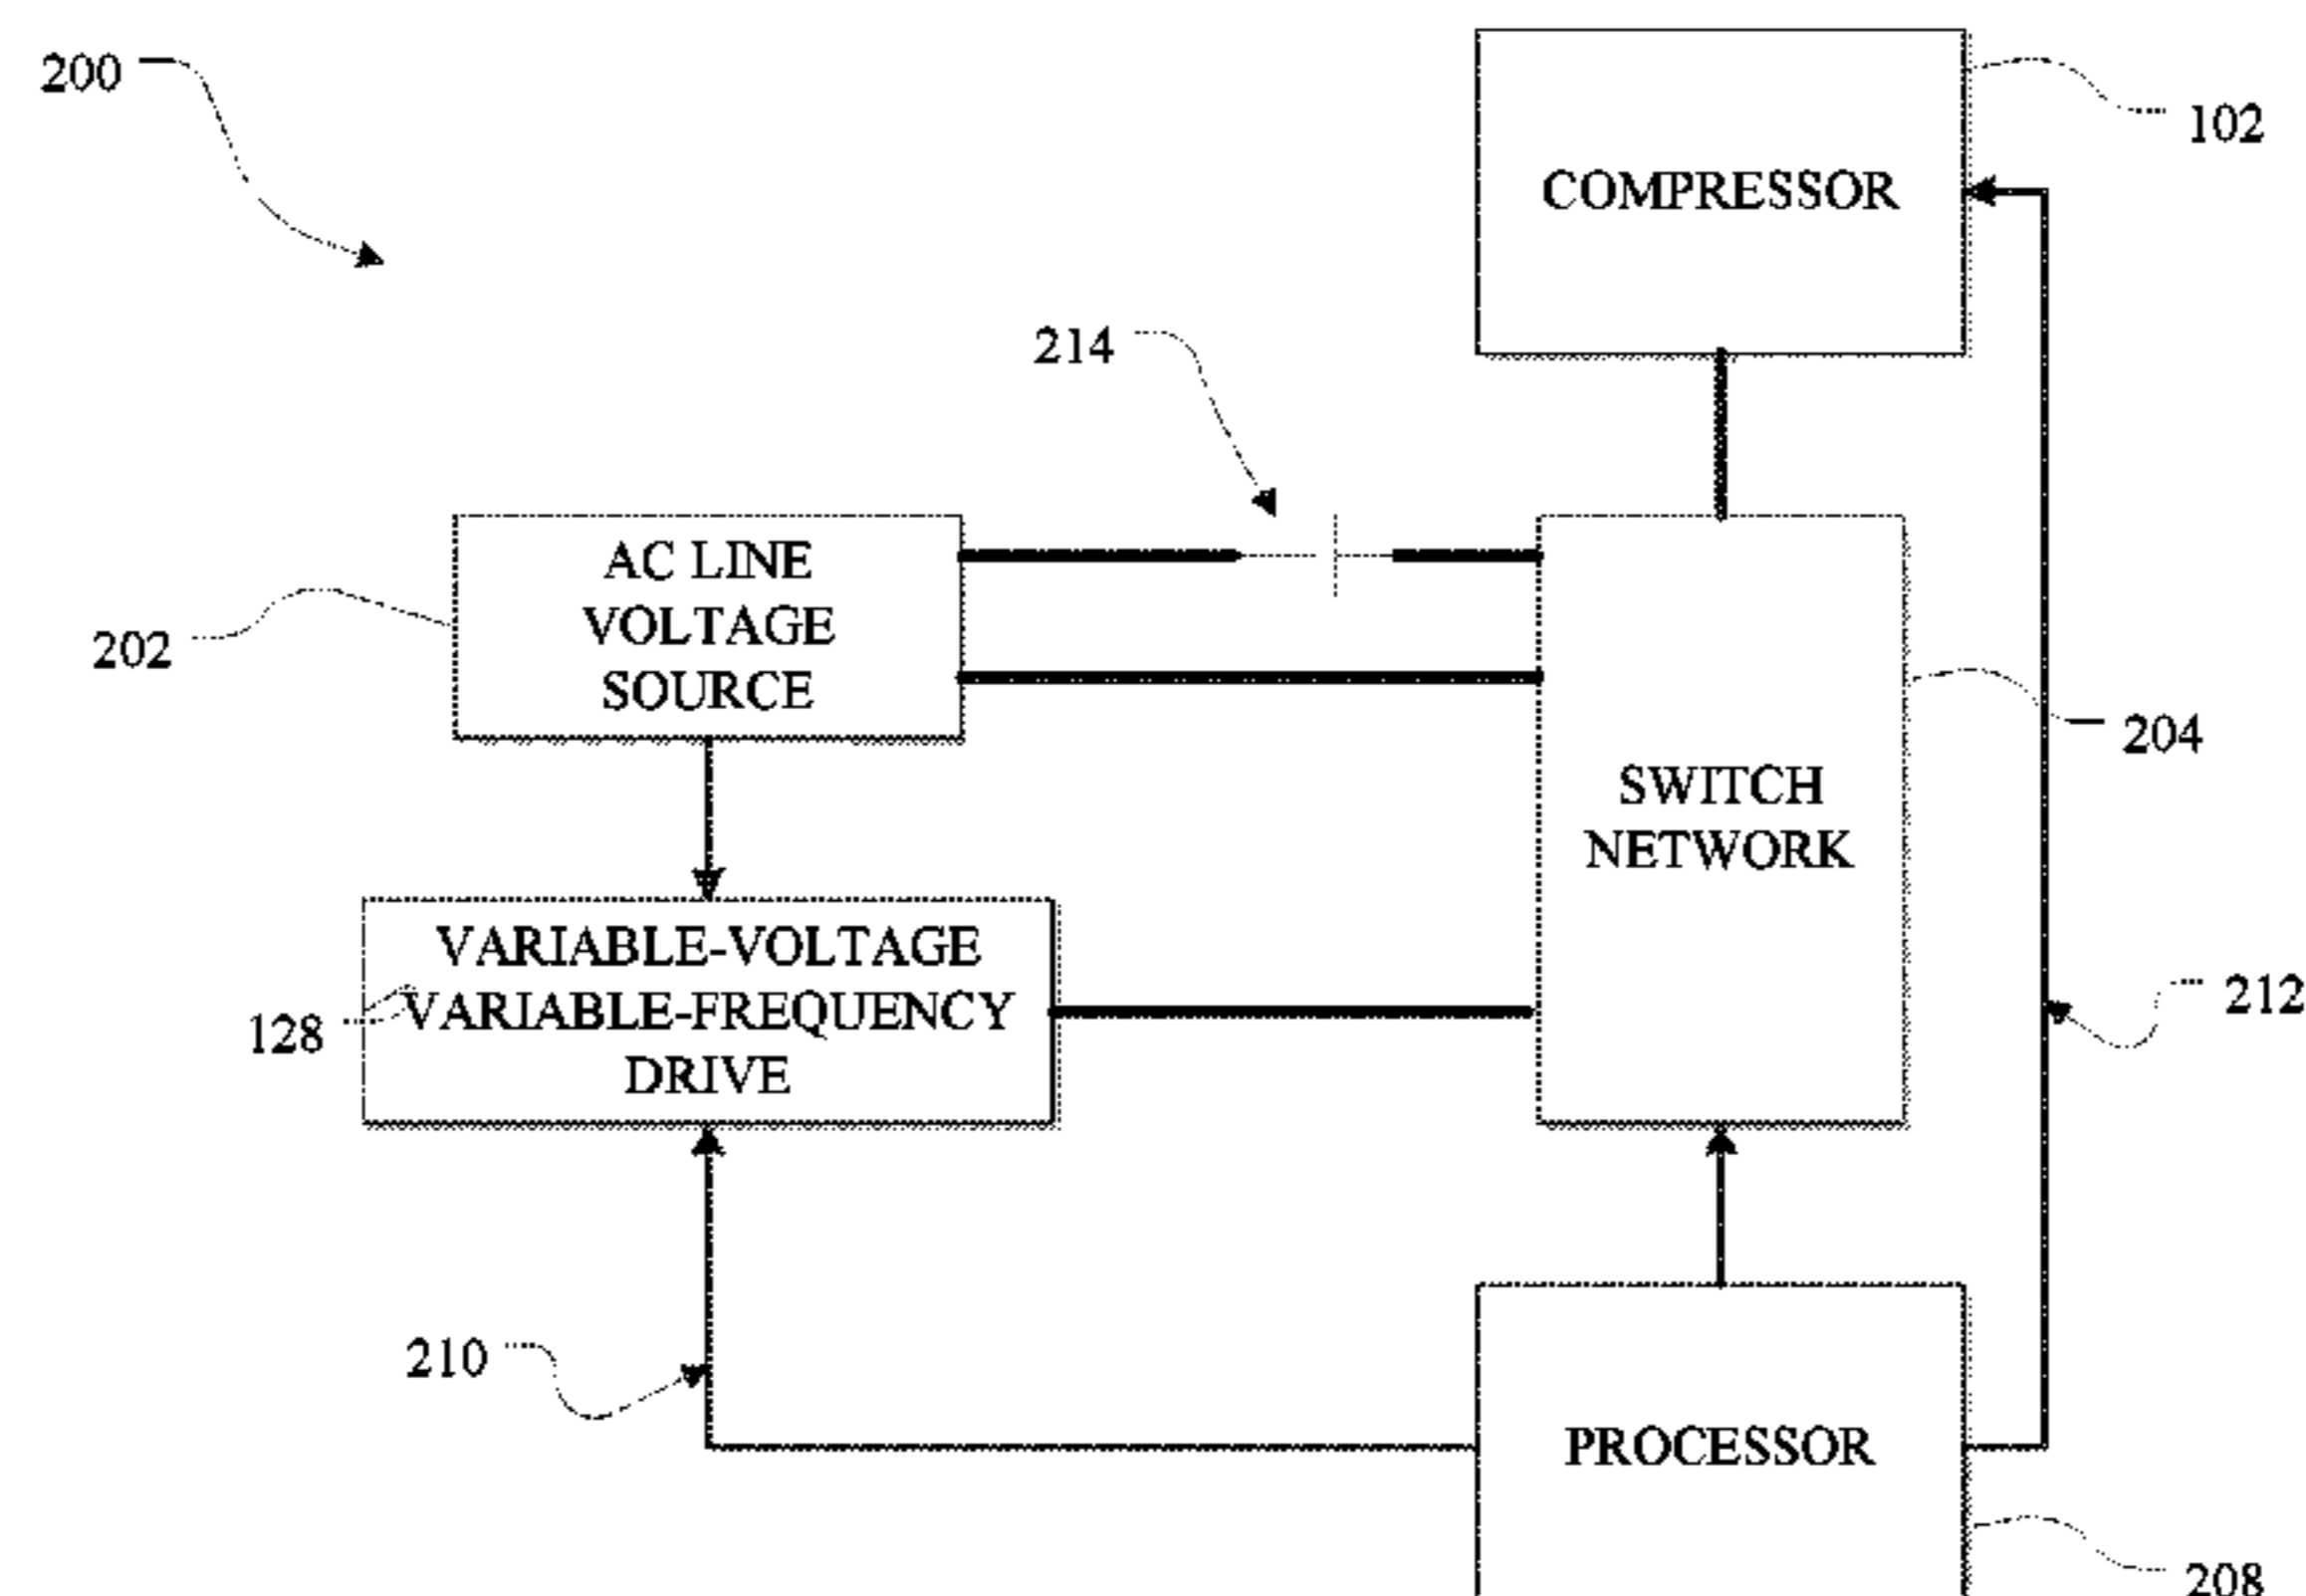 200
102
COMPRESSOR
214
AC LINE
VOLTAGE
SOURCE
202
204
SWITCH
NETWORK
VARIABLE-VOLTAGE
VARIABLE-FREQUENCY
DRIVE
128
212
210
PROCESSOR
208